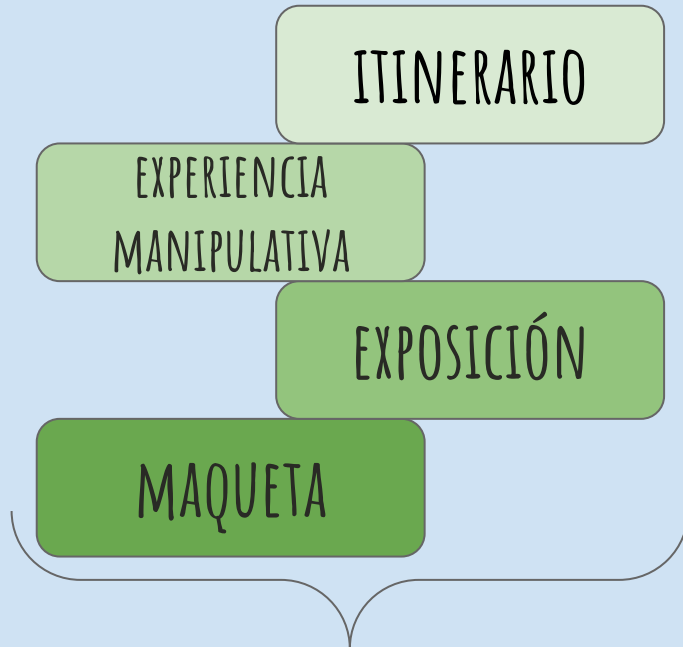 ITINERARIO
EXPERIENCIA
MANIPULATIVA
EXPOSICIÓN
MAQUETA